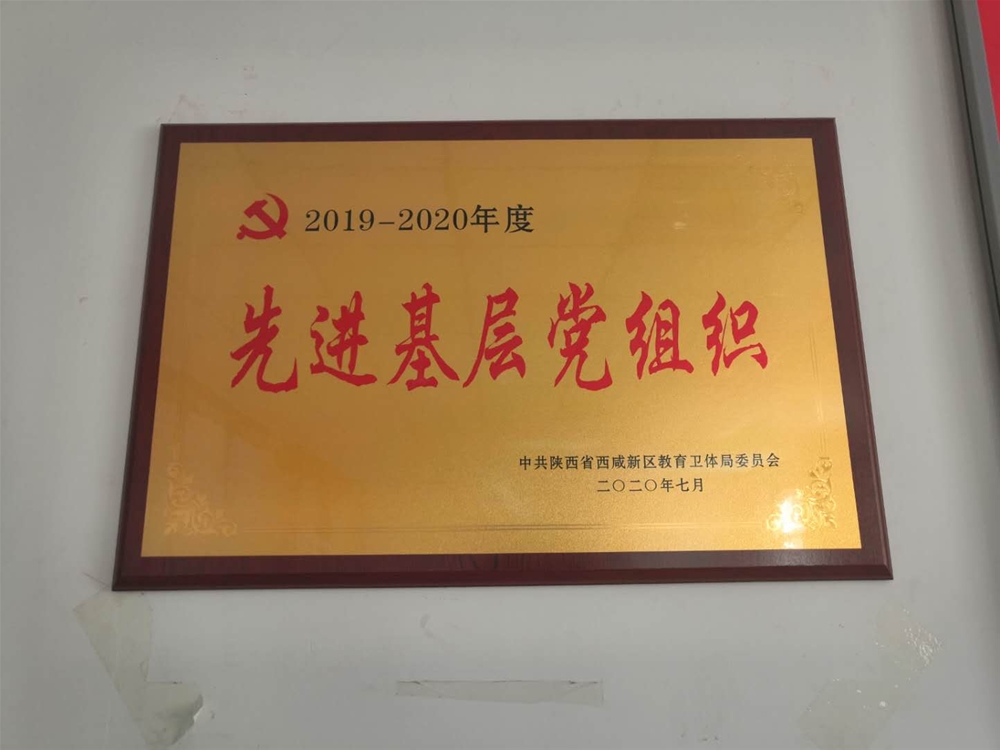 2019-2020年度
先进基层党组织
中共陕西省西咸新区教育卫体局委员会
二〇二〇年七月